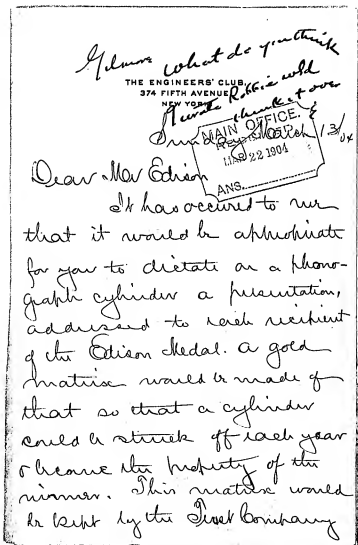 Gilmore what do you think
THE ENGINEERS' CLUB,
374 FIFTH AVENUE
NEW YORK
think it over
Sunday March 13/04
MAIN OFFICE.
MAR 22 1904
ANS.
Dear Mr Edison
It has occured to me
that it would be appropriate
for you to dictate on a phono-
graph cylinder a presentation,
addressed to each recipient
of the Edison Medal. a gold
matrix would be made of
that so that a cylinder
could be struck off each year
& become the property of the
winner. This matrix would
be kept by the Trust Company